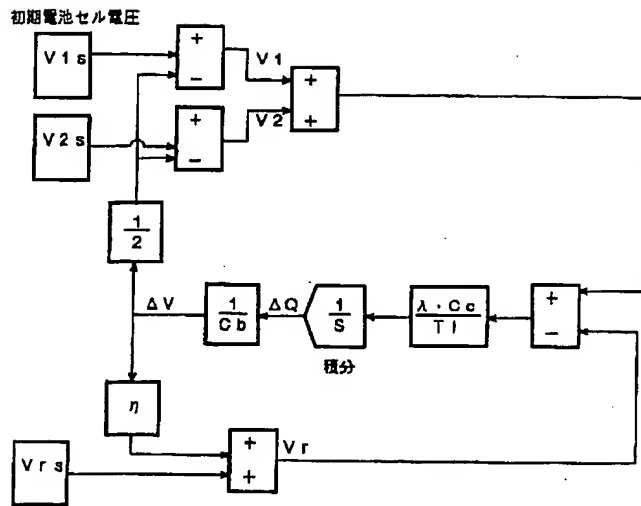 初期電池セル電圧
V1s
+
−
V1
+
+
V2s
+
−
V2
1
2
ΔV
1
Cb
ΔQ
1
S
積分
λ・Cc
Tl
+
−
η
Vrs
+
+
Vr